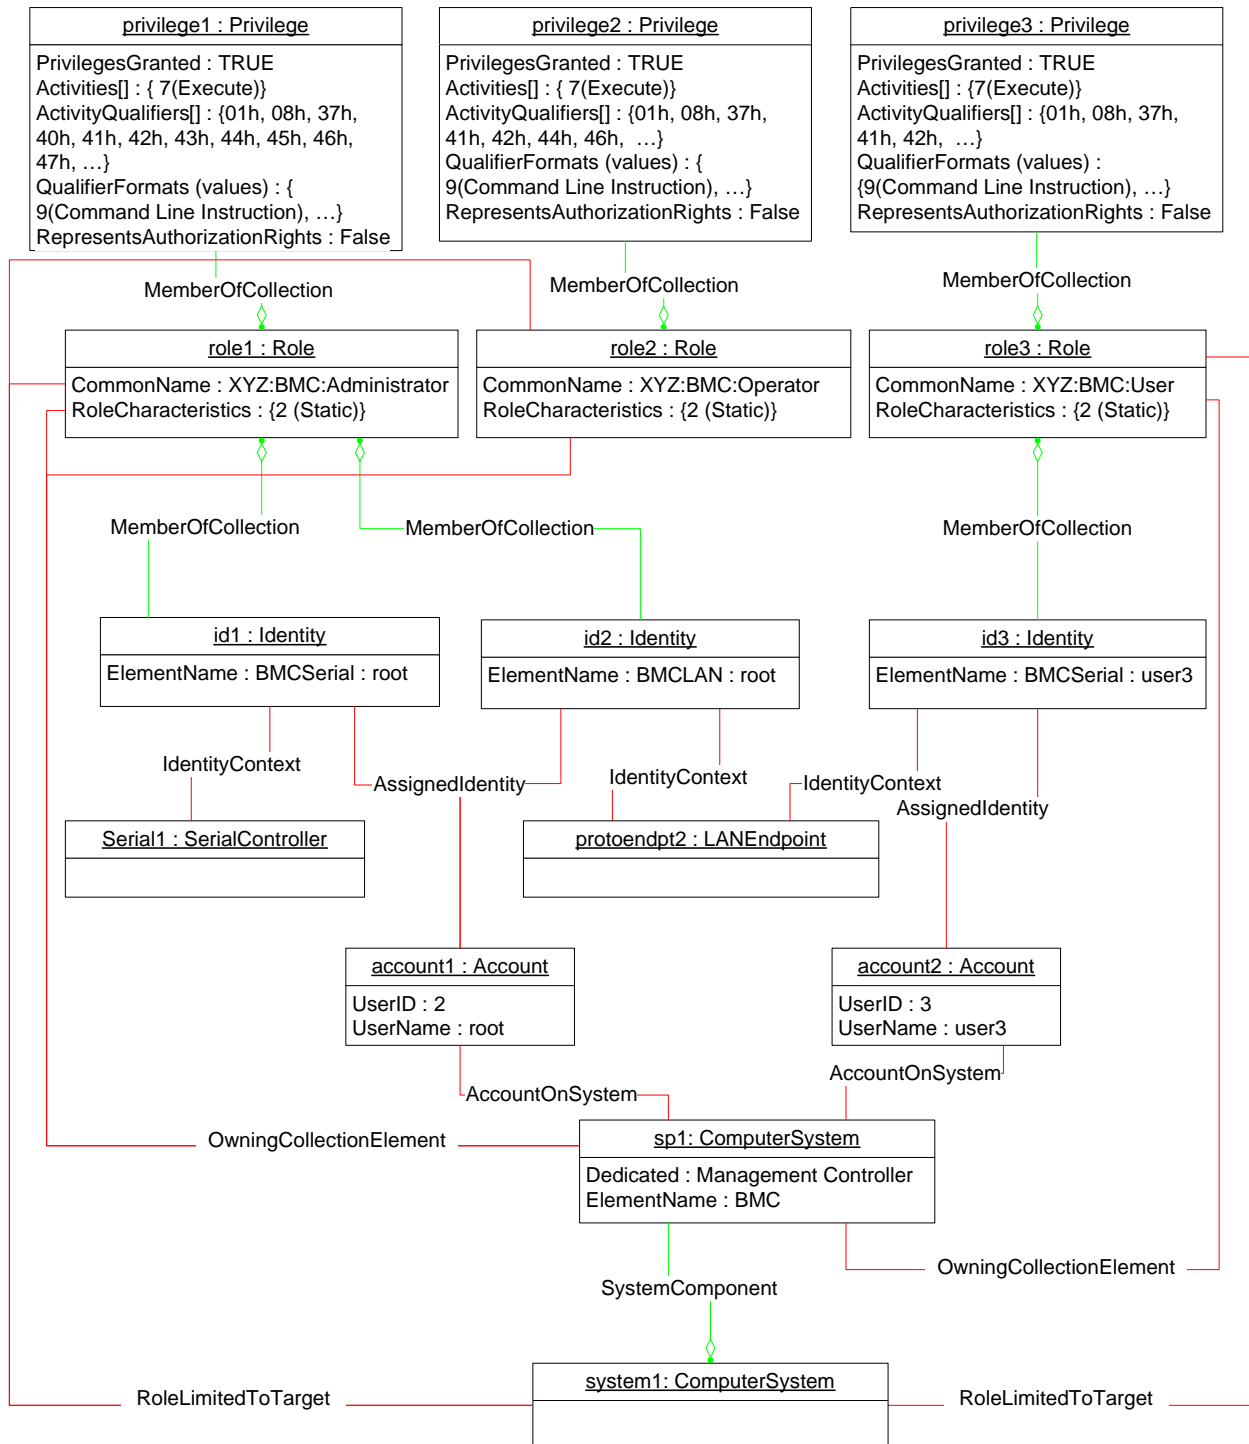 privilege1 : Privilege
PrivilegesGranted : TRUE
Activities[] : { 7(Execute)}
ActivityQualifiers[] : {01h, 08h, 37h,
40h, 41h, 42h, 43h, 44h, 45h, 46h,
47h, …}
QualifierFormats (values) : {
9(Command Line Instruction), …}
RepresentsAuthorizationRights : False
privilege2 : Privilege
PrivilegesGranted : TRUE
Activities[] : { 7(Execute)}
ActivityQualifiers[] : {01h, 08h, 37h,
41h, 42h, 44h, 46h, …}
QualifierFormats (values) : {
9(Command Line Instruction), …}
RepresentsAuthorizationRights : False
privilege3 : Privilege
PrivilegesGranted : TRUE
Activities[] : {7(Execute)}
ActivityQualifiers[] : {01h, 08h, 37h,
41h, 42h, …}
QualifierFormats (values) :
{9(Command Line Instruction), …}
RepresentsAuthorizationRights : False
MemberOfCollection
MemberOfCollection
MemberOfCollection
role1 : Role
CommonName : XYZ:BMC:Administrator
RoleCharacteristics : {2 (Static)}
role2 : Role
CommonName : XYZ:BMC:Operator
RoleCharacteristics : {2 (Static)}
role3 : Role
CommonName : XYZ:BMC:User
RoleCharacteristics : {2 (Static)}
MemberOfCollection
MemberOfCollection
MemberOfCollection
id1 : Identity
ElementName : BMCSerial : root
id2 : Identity
ElementName : BMCLAN : root
id3 : Identity
ElementName : BMCSerial : user3
IdentityContext
AssignedIdentity
IdentityContext
IdentityContext
AssignedIdentity
Serial1 : SerialController
protoendpt2 : LANEndpoint
account1 : Account
UserID : 2
UserName : root
account2 : Account
UserID : 3
UserName : user3
AccountOnSystem
AccountOnSystem
OwningCollectionElement
sp1: ComputerSystem
Dedicated : Management Controller
ElementName : BMC
OwningCollectionElement
SystemComponent
system1: ComputerSystem
RoleLimitedToTarget
RoleLimitedToTarget